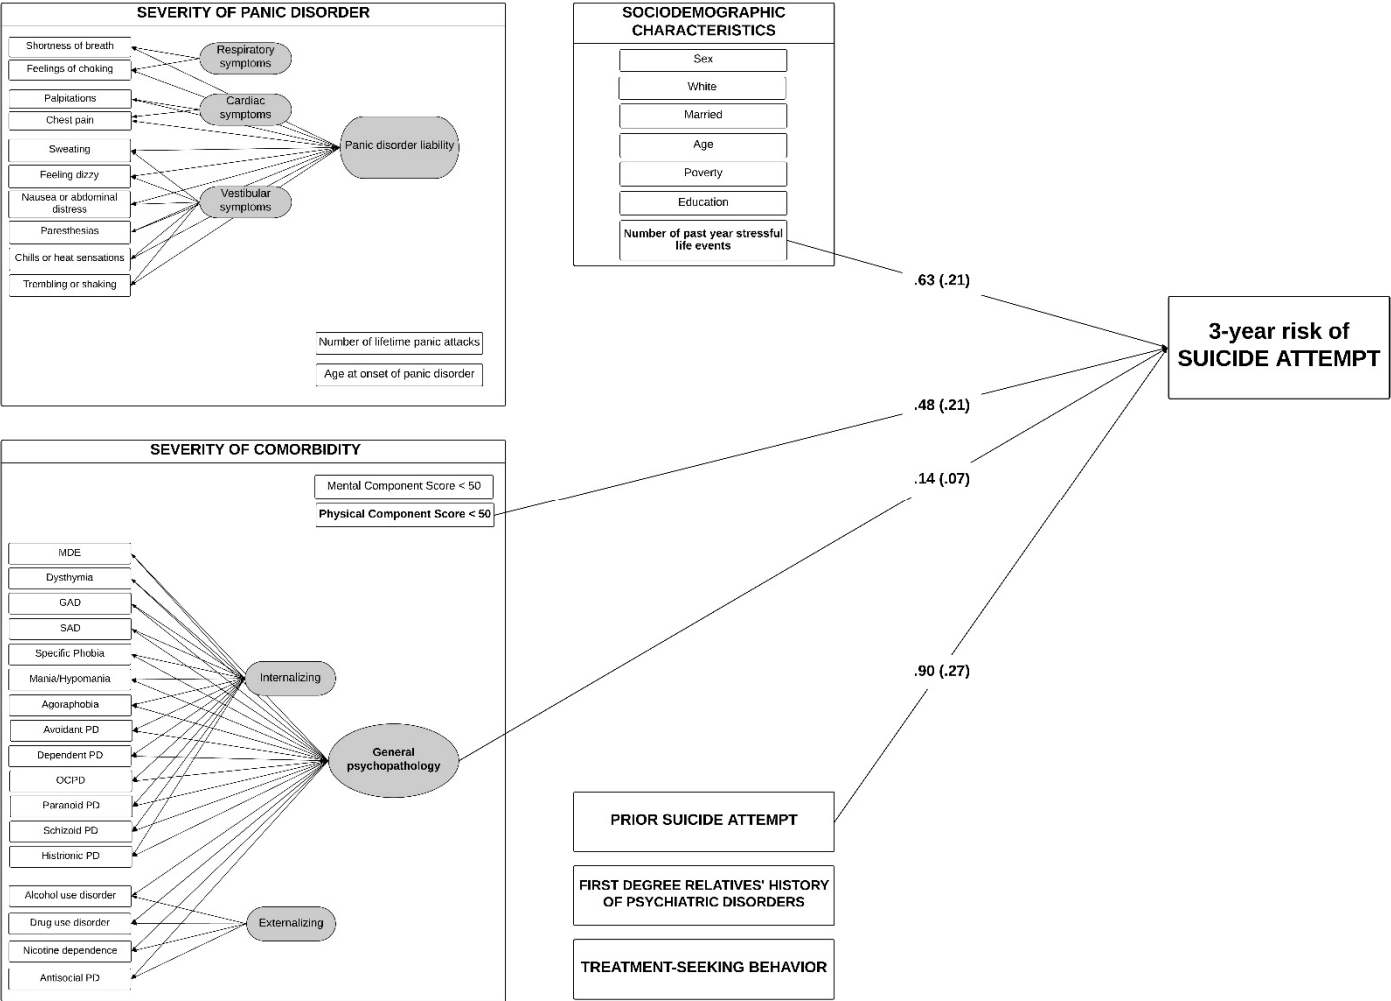 SEVERITY OF PANIC DISORDER
Shortness of breath
Feelings of choking
Palpitations
Chest pain
Sweating
Feeling dizzy
Nausea or abdominal
distress
Paresthesias
Chills or heat sensations
Trembling or shaking
Respiratory
symptoms
Cardiac
symptoms
Vestibular
symptoms
Panic disorder liability
Number of lifetime panic attacks
Age at onset of panic disorder
SOCIODEMOGRAPHIC
CHARACTERISTICS
Sex
White
Married
Age
Poverty
Education
Number of past year stressful
life events
.63 (.21)
.48 (.21)
.14 (.07)
.90 (.27)
3-year risk of
SUICIDE ATTEMPT
SEVERITY OF COMORBIDITY
Mental Component Score < 50
Physical Component Score < 50
MDE
Dysthymia
GAD
SAD
Specific Phobia
Mania/Hypomania
Agoraphobia
Avoidant PD
Dependent PD
OCPD
Paranoid PD
Schizoid PD
Histrionic PD
Alcohol use disorder
Drug use disorder
Nicotine dependence
Antisocial PD
Internalizing
General
psychopathology
Externalizing
PRIOR SUICIDE ATTEMPT
FIRST DEGREE RELATIVES' HISTORY
OF PSYCHIATRIC DISORDERS
TREATMENT-SEEKING BEHAVIOR